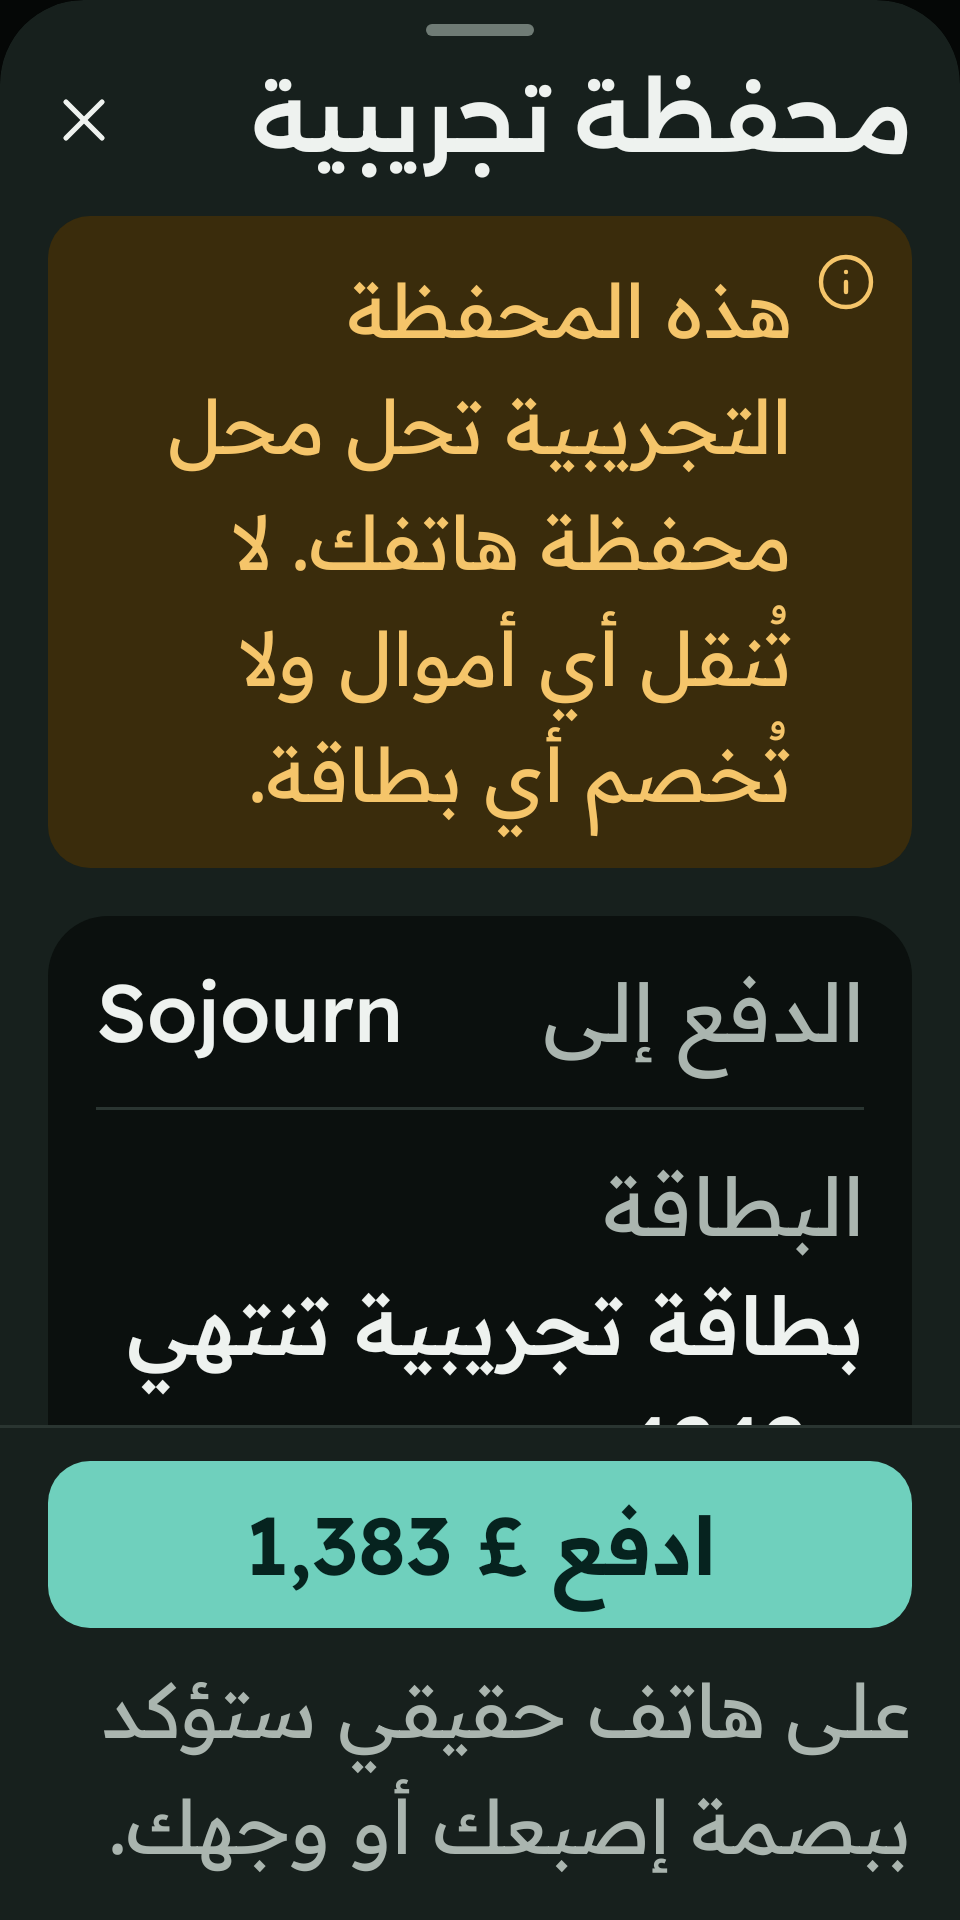 محفظة تجريبية
هذه المحفظة
التجريبية تحل محل
محفظة هاتفك. لا
تُنقل أي أموال ولا
تُخصم أي بطاقة.
الدفع إلى
Sojourn
البطاقة
بطاقة تجريبية تنتهي
ادفع £ 1,383
على هاتف حقيقي ستؤكد
ببصمة إصبعك أو وجهك.